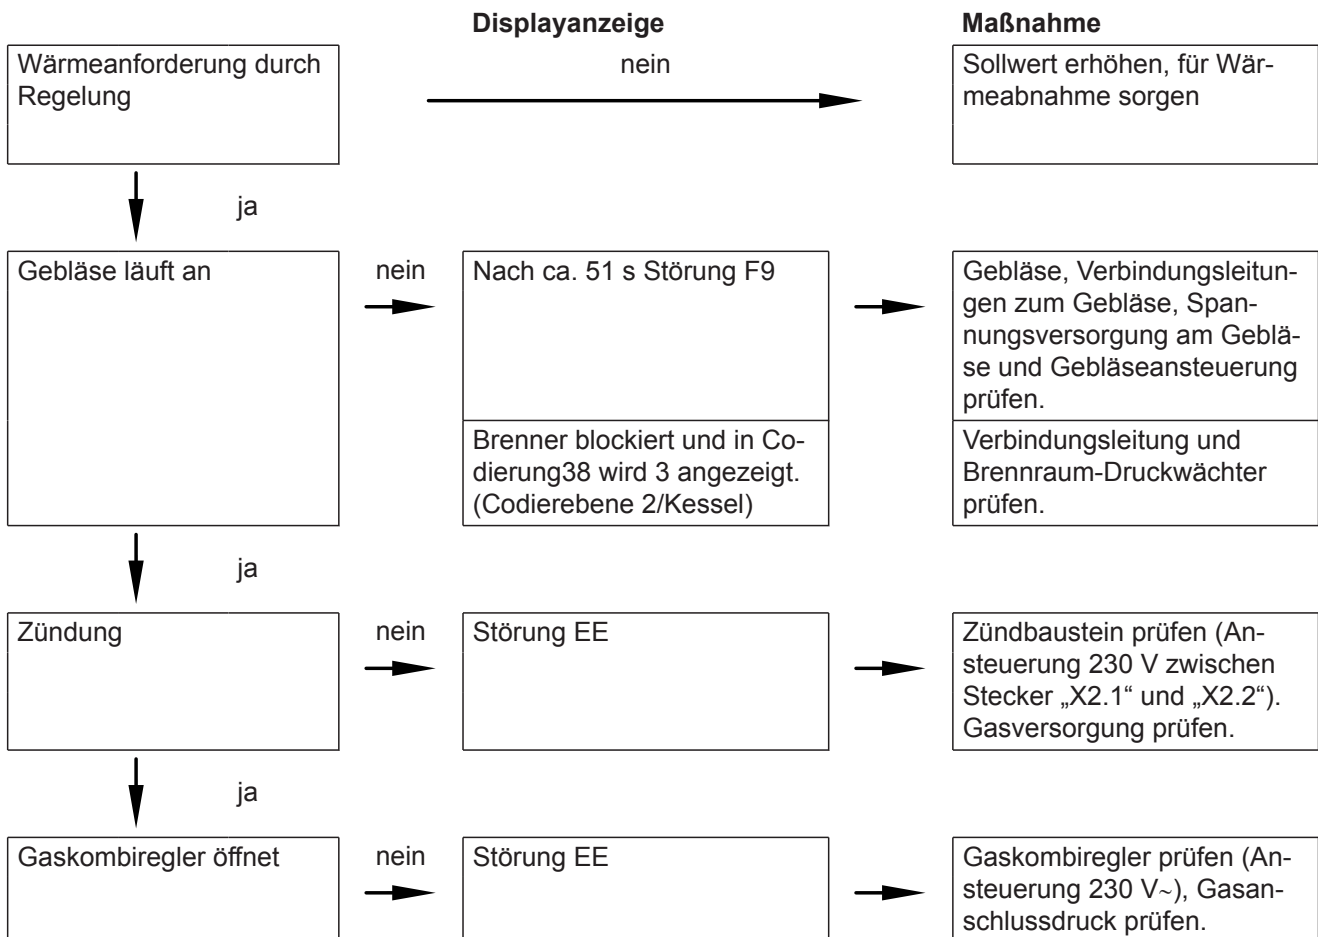 Displayanzeige
Maßnahme
Wärmeanforderung durch
Regelung
nein
Sollwert erhöhen, für Wär-
meabnahme sorgen
ja
Gebläse läuft an
nein
Nach ca. 51 s Störung F9
Gebläse, Verbindungsleitun-
gen zum Gebläse, Span-
nungsversorgung am Geblä-
se und Gebläseansteuerung
prüfen.
Brenner blockiert und in Co-
dierung38 wird 3 angezeigt.
(Codierebene 2/Kessel)
Verbindungsleitung und
Brennraum-Druckwächter
prüfen.
ja
Zündung
nein
Störung EE
Zündbaustein prüfen (An-
steuerung 230 V zwischen
Stecker „X2.1“ und „X2.2“).
Gasversorgung prüfen.
ja
Gaskombiregler öffnet
nein
Störung EE
Gaskombiregler prüfen (An-
steuerung 230 V~), Gasan-
schlussdruck prüfen.